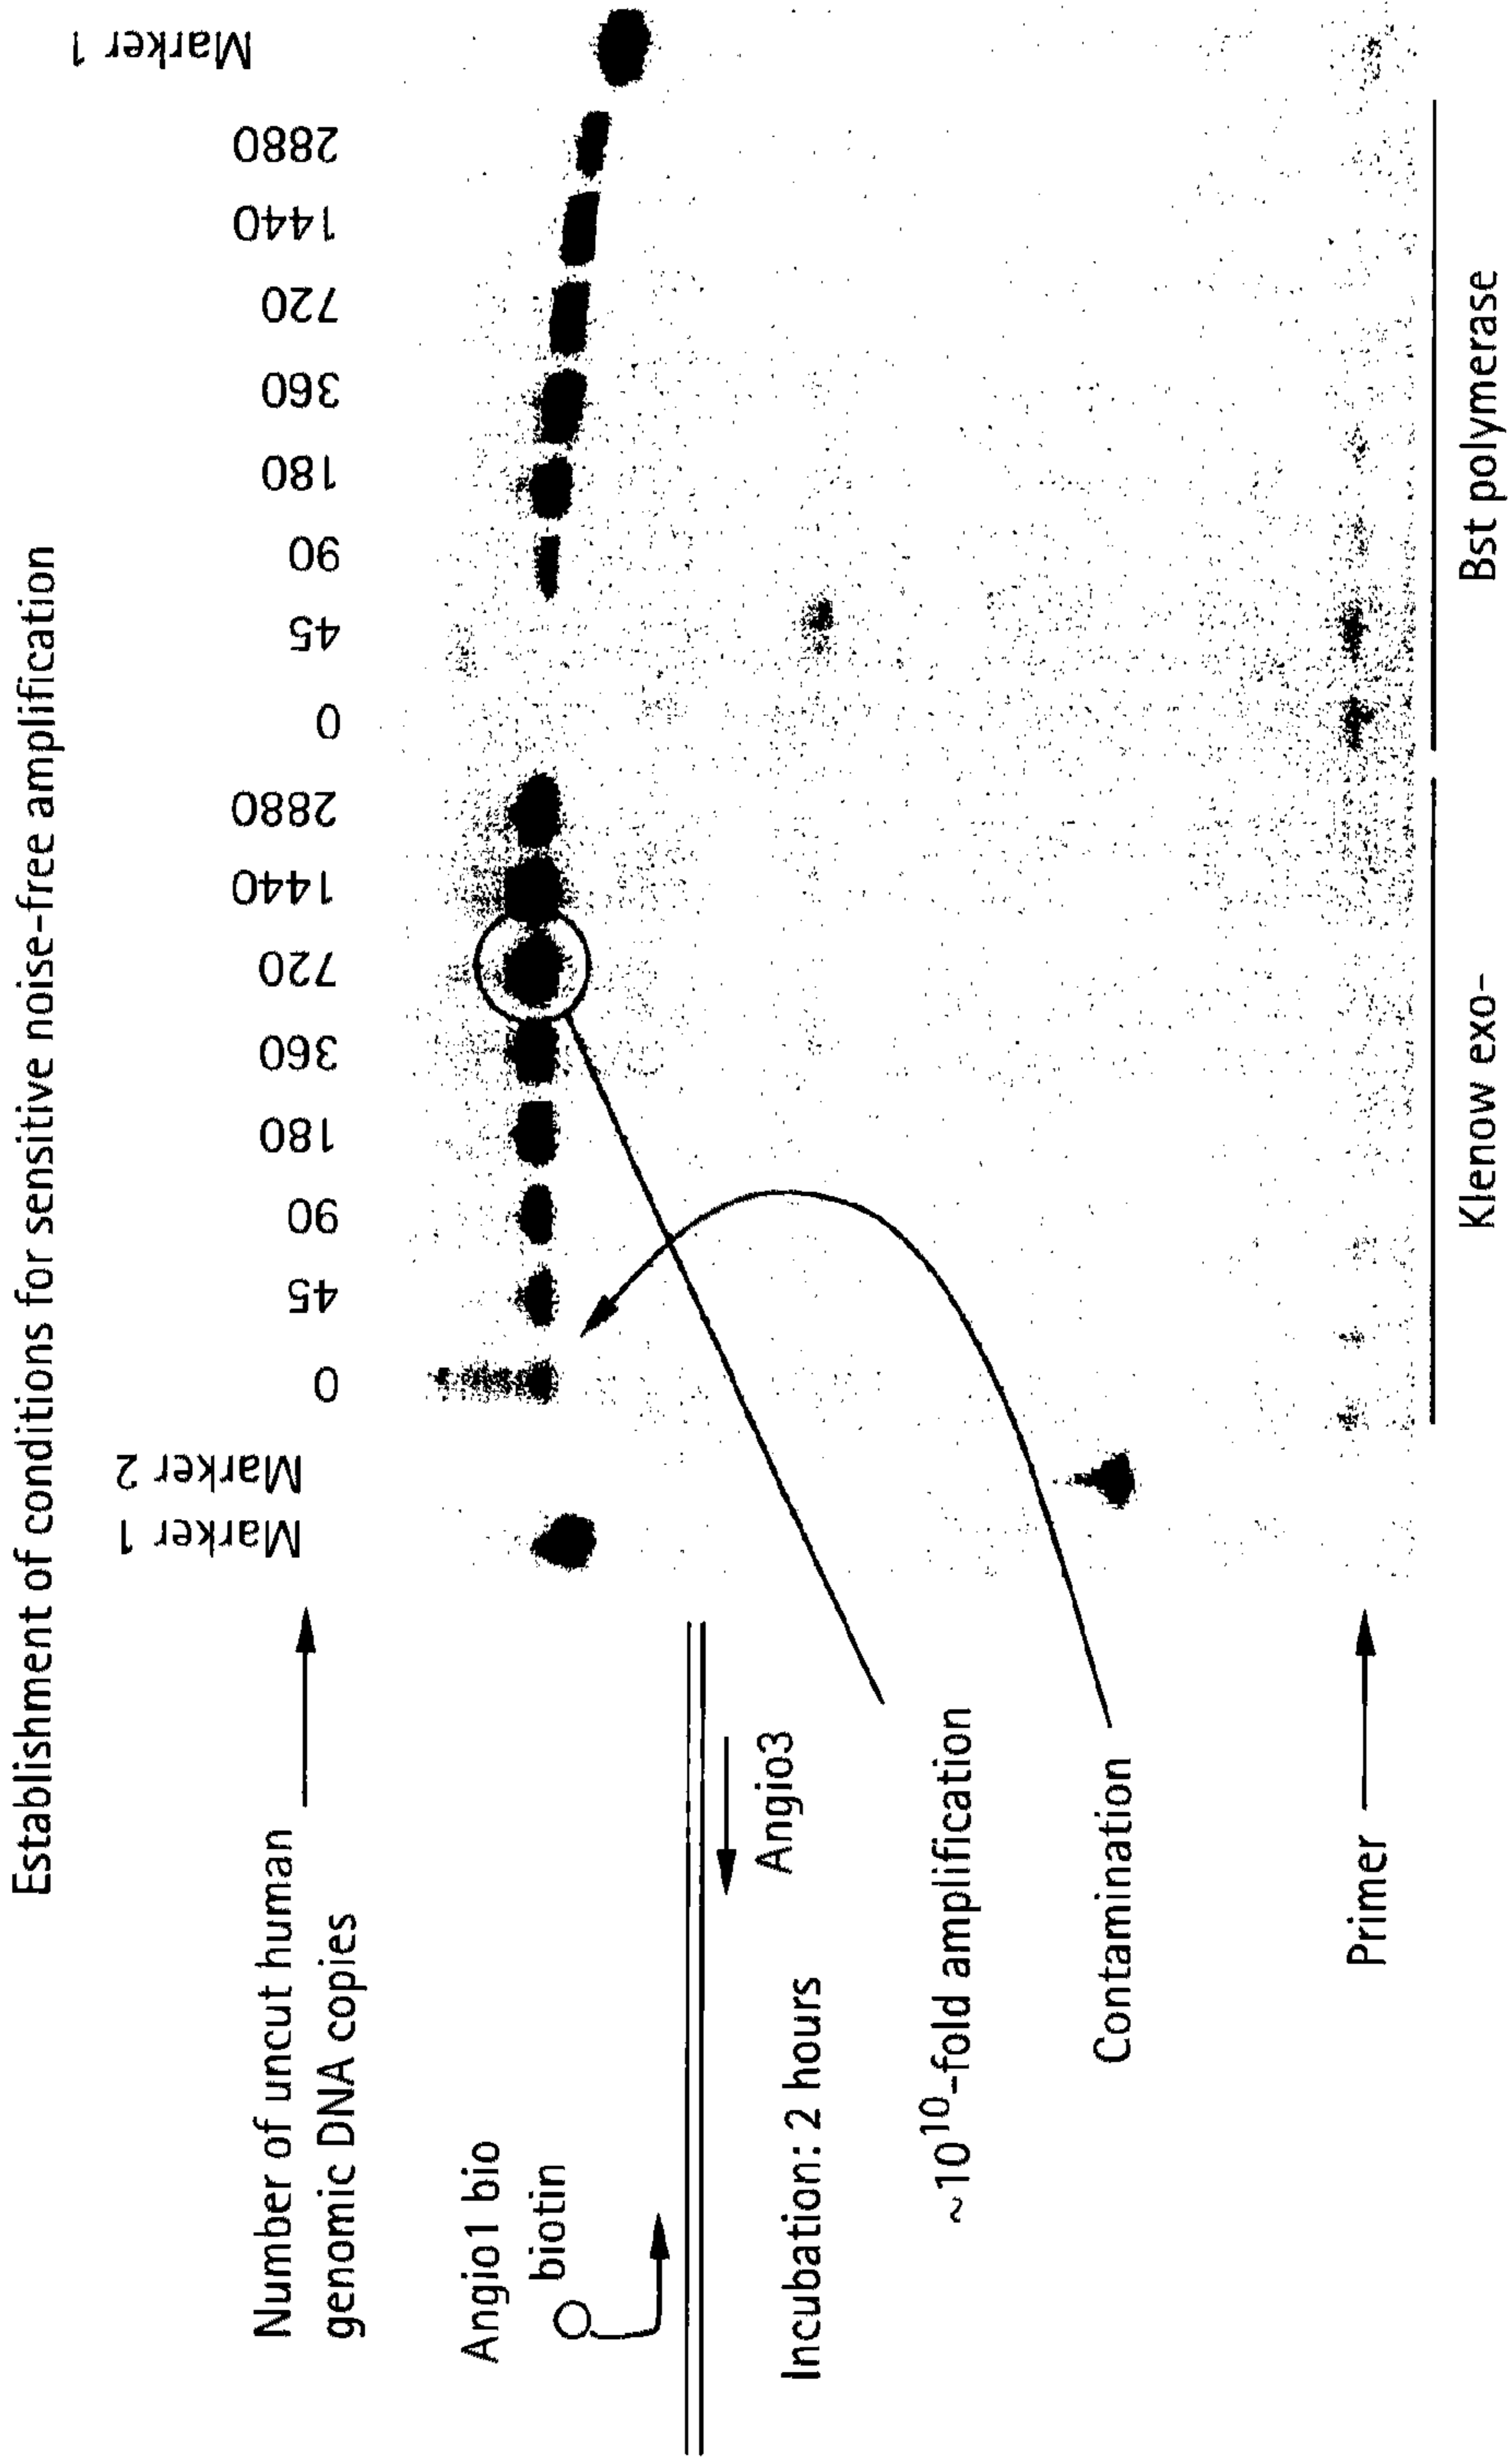 Establishment of conditions for sensitive noise-free amplification
Number of uncut human
genomic DNA copies
Marker 1
Marker 2
0
45
90
180
360
720
1440
2880
0
45
90
180
360
720
1440
2880
Marker 1
Angio1 bio
biotin
Angio3
Incubation: 2 hours
~10¹⁰-fold amplification
Contamination
Primer
Klenow exo-
Bst polymerase